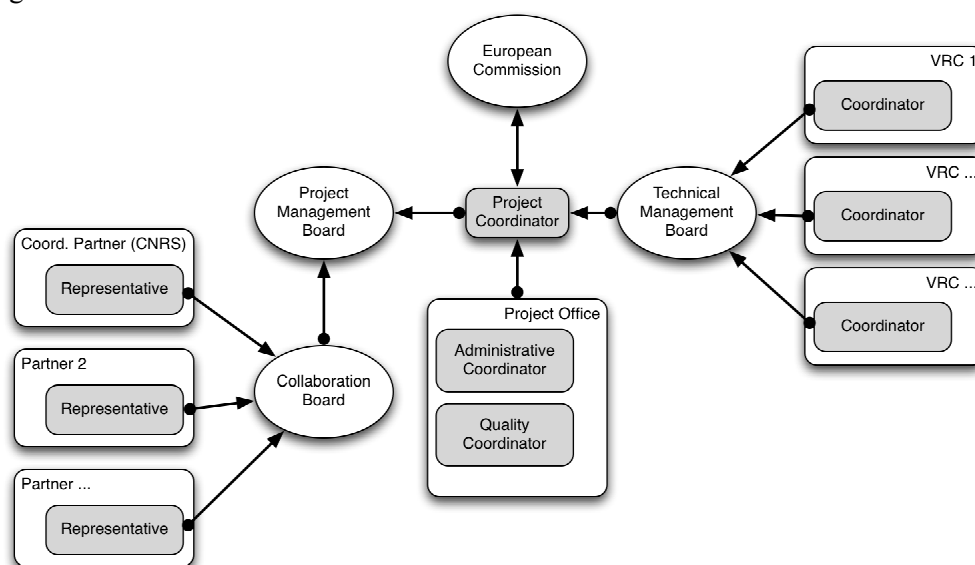 European
Commission
VRC 1
Coordinator
Project
Management
Board
Project
Coordinator
Technical
Management
Board
VRC ...
Coordinator
Coord. Partner (CNRS)
Representative
VRC ...
Coordinator
Project Office
Administrative
Coordinator
Quality
Coordinator
Partner 2
Representative
Collaboration
Board
Partner ...
Representative